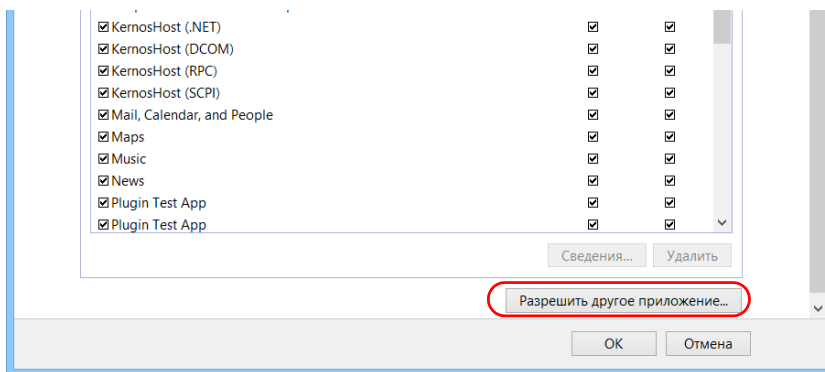 KernosHost (.NET)
KernosHost (DCOM)
KernosHost (RPC)
KernosHost (SCPI)
Mail, Calendar, and People
Maps
Music
News
Plugin Test App
Plugin Test App
Сведения... Удалить
Разрешить другое приложение...
OK Отмена